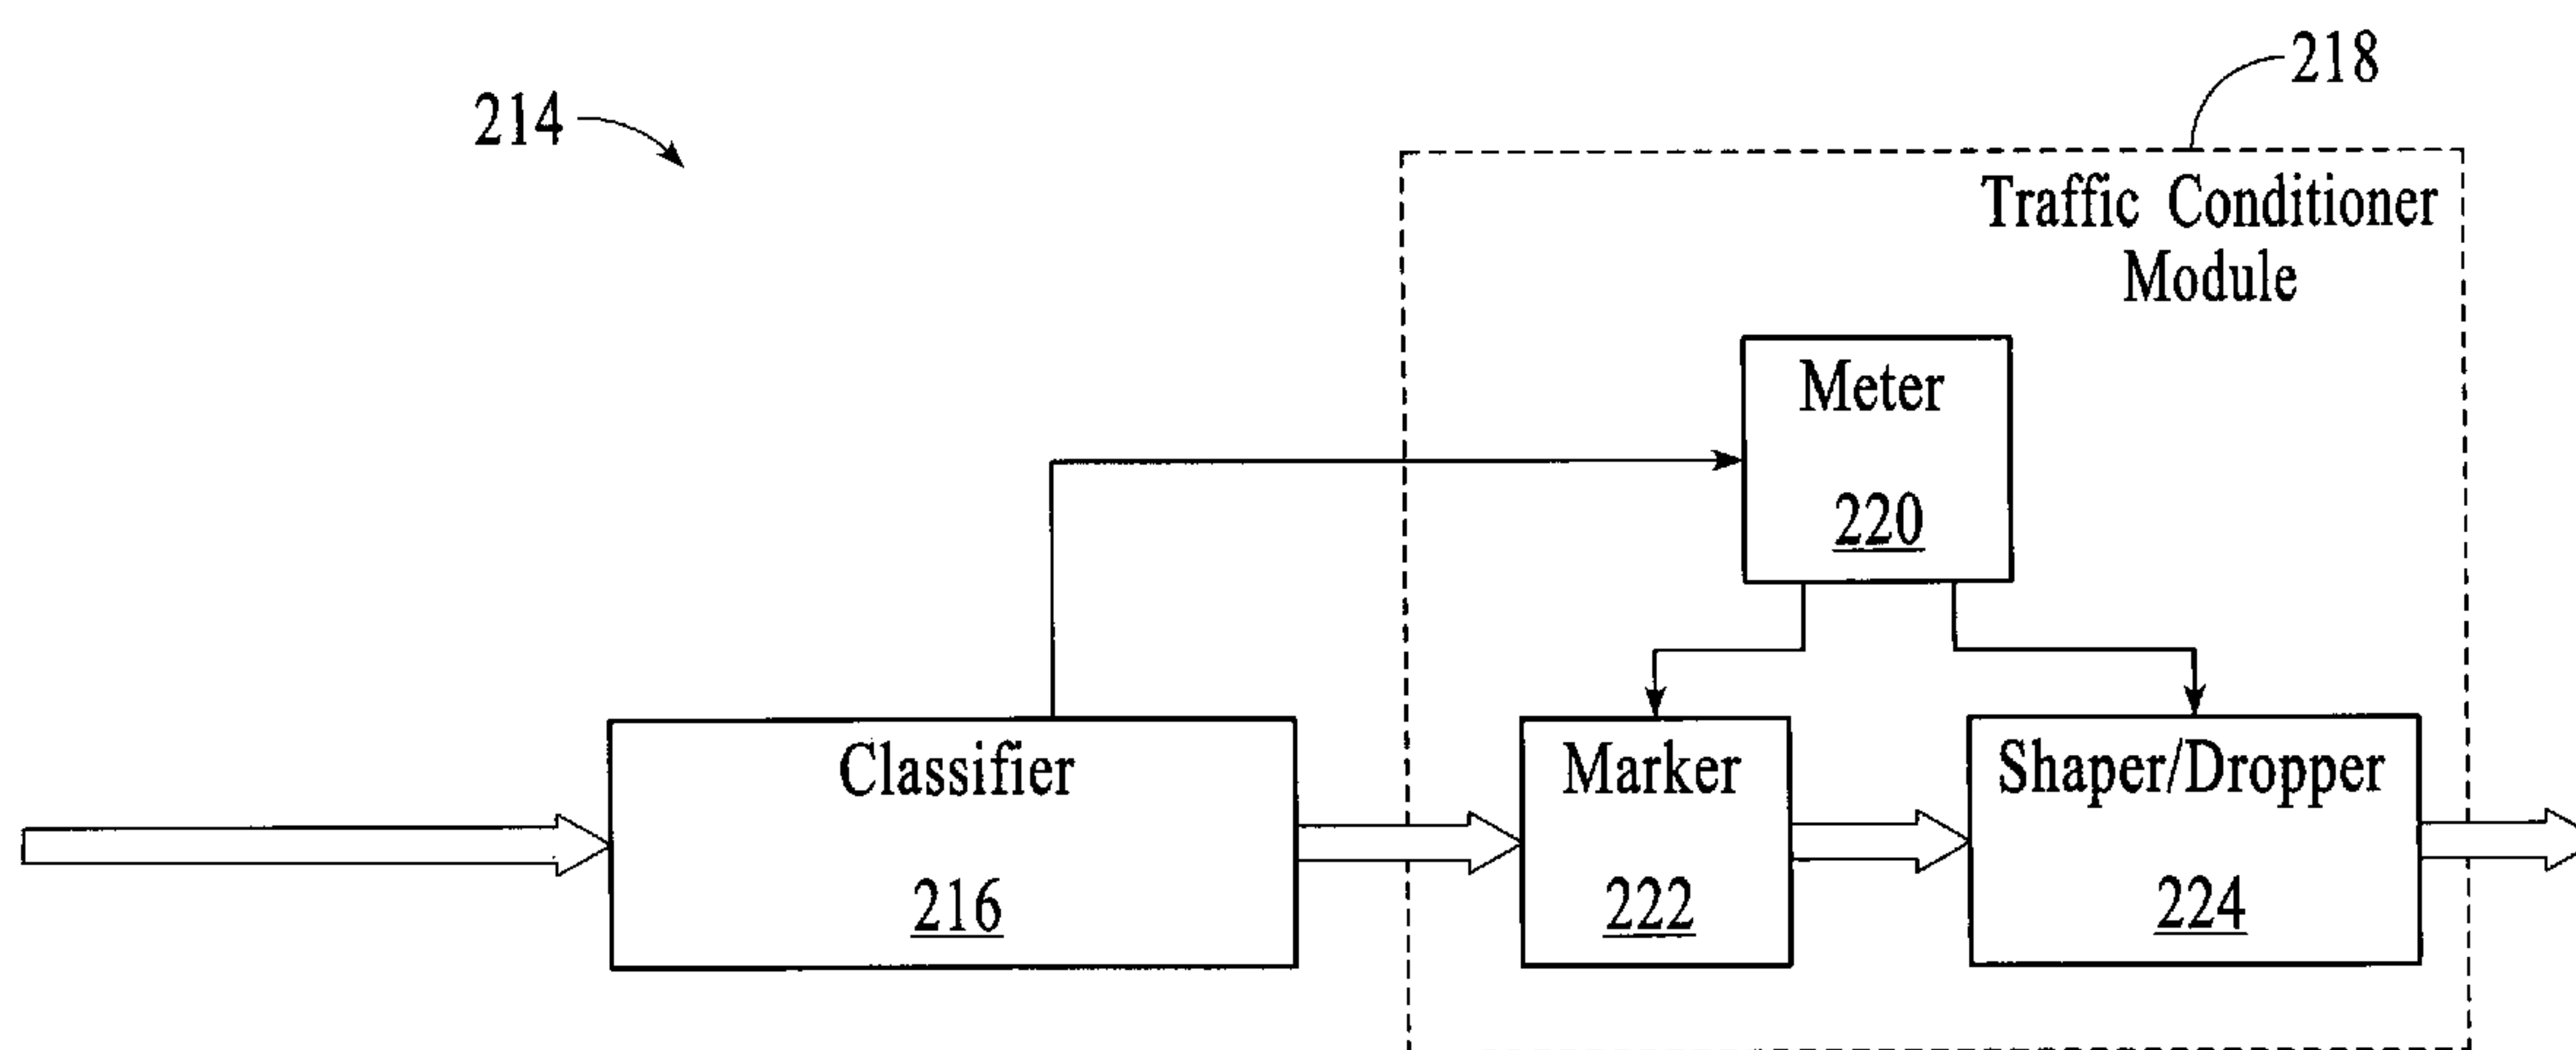 218
214
Traffic Conditioner
Module
Meter
220
Classifier
216
Marker
222
Shaper/Dropper
224